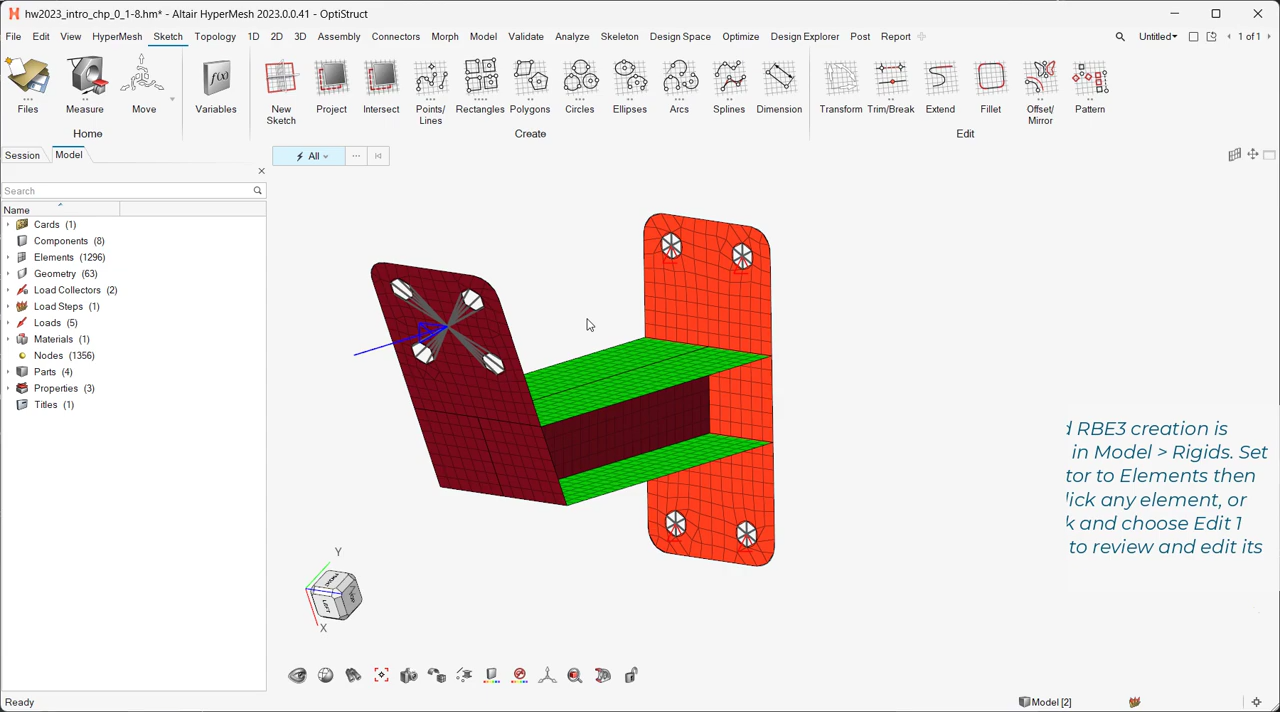 hw2023_intro_chp_0_1-8.hm* - Altair HyperMesh 2023.0.0.41 - OptiStruct
File Edit View HyperMesh Sketch Topology 1D 2D 3D Assembly Connectors Morph Model Validate Analyze Skeleton Design Space Optimize Design Explorer Post Report Untitled 1 of 1
Files Measure Move Variables New Sketch Project Intersect Points/Lines Rectangles Polygons Circles Ellipses Arcs Splines Dimension Transform Trim/Break Extend Fillet Offset/Mirror Pattern
Home Create Edit
Session Model
All
Search
Name
Cards (1)
Components (8)
Elements (1296)
Geometry (63)
Load Collectors (2)
Load Steps (1)
Loads (5)
Materials (1)
Nodes (1356)
Parts (4)
Properties (3)
Titles (1)
d RBE3 creation is
in Model > Rigids. Set
tor to Elements then
lick any element, or
k and choose Edit 1
to review and edit its
Y
LEFT
X
Ready
Model [2]